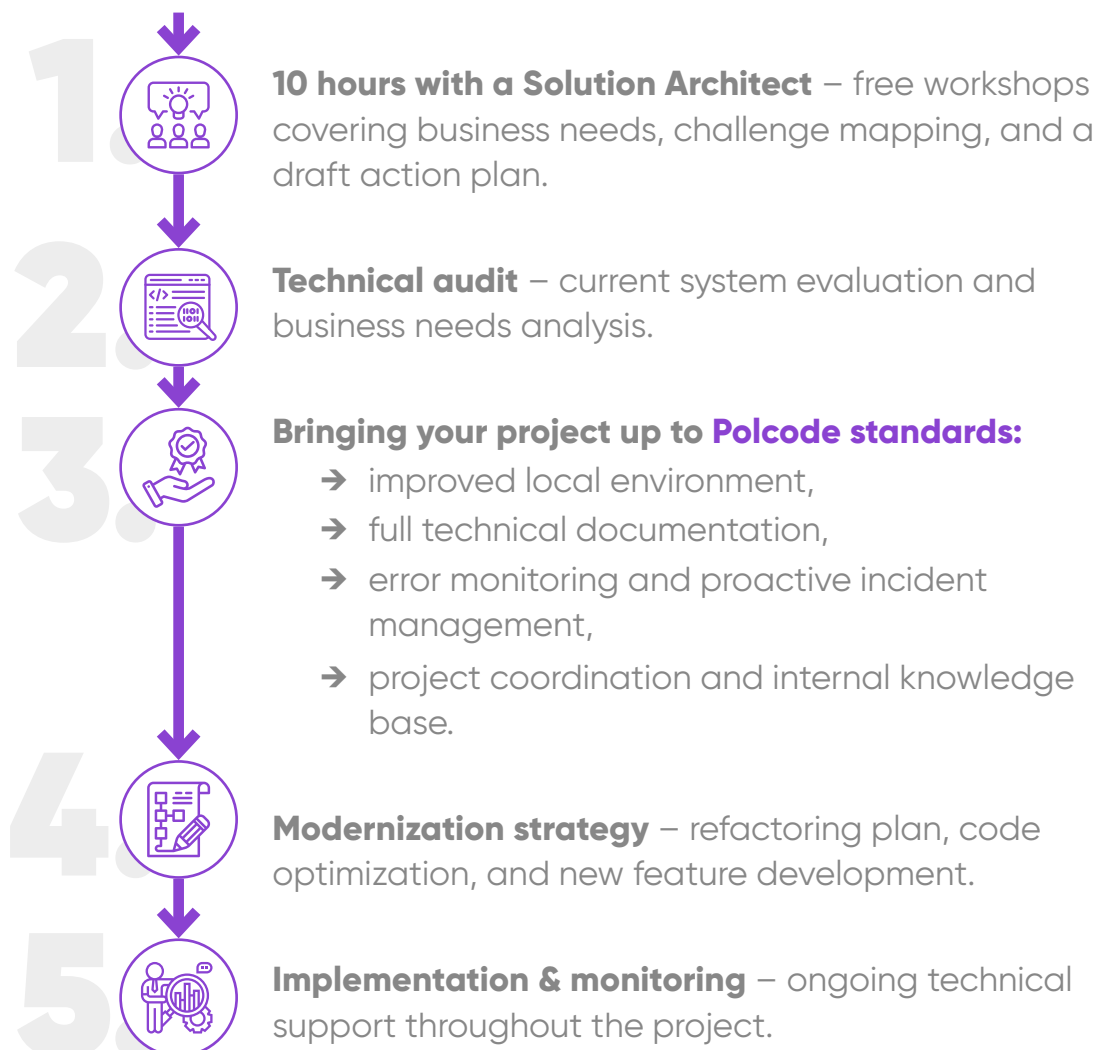 1.
10 hours with a Solution Architect – free workshops
covering business needs, challenge mapping, and a
draft action plan.
2.
</>
1101
1011
Technical audit – current system evaluation and
business needs analysis.
3.
Bringing your project up to Polcode standards:
➔ improved local environment,
➔ full technical documentation,
➔ error monitoring and proactive incident
management,
➔ project coordination and internal knowledge
base.
4.
Modernization strategy – refactoring plan, code
optimization, and new feature development.
5.
Implementation & monitoring – ongoing technical
support throughout the project.